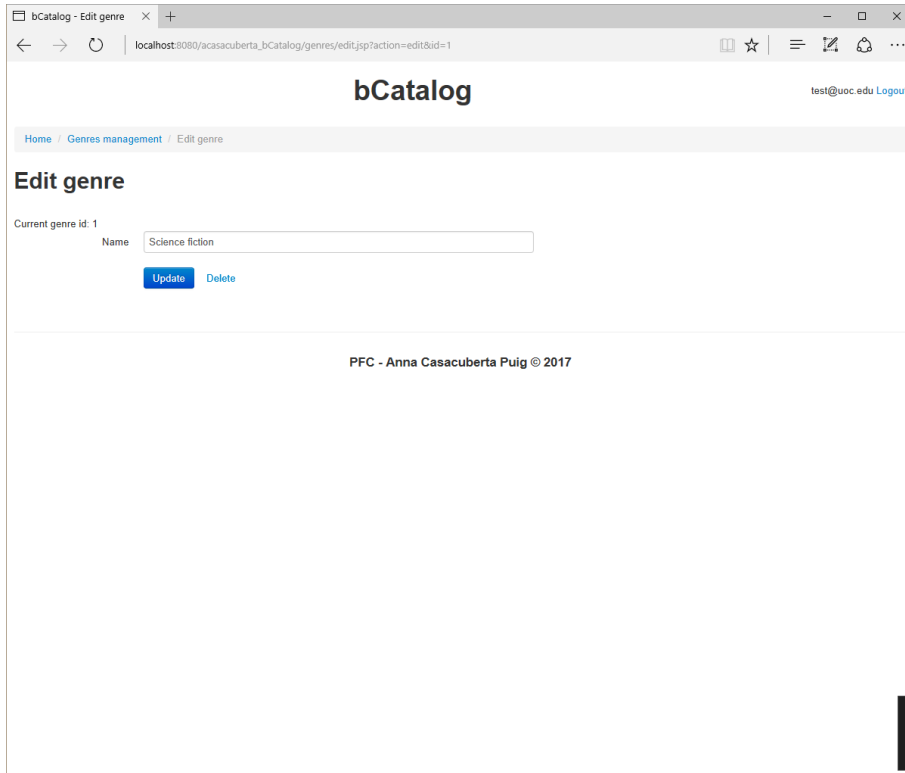 bCatalog - Edit genre
localhost:8080/acasacuberta_bCatalog/genres/edit.jsp?action=edit&id=1
bCatalog
test@uoc.edu Logout
Home / Genres management / Edit genre
Edit genre
Current genre id: 1
Name Science fiction
Update Delete
PFC - Anna Casacuberta Puig © 2017